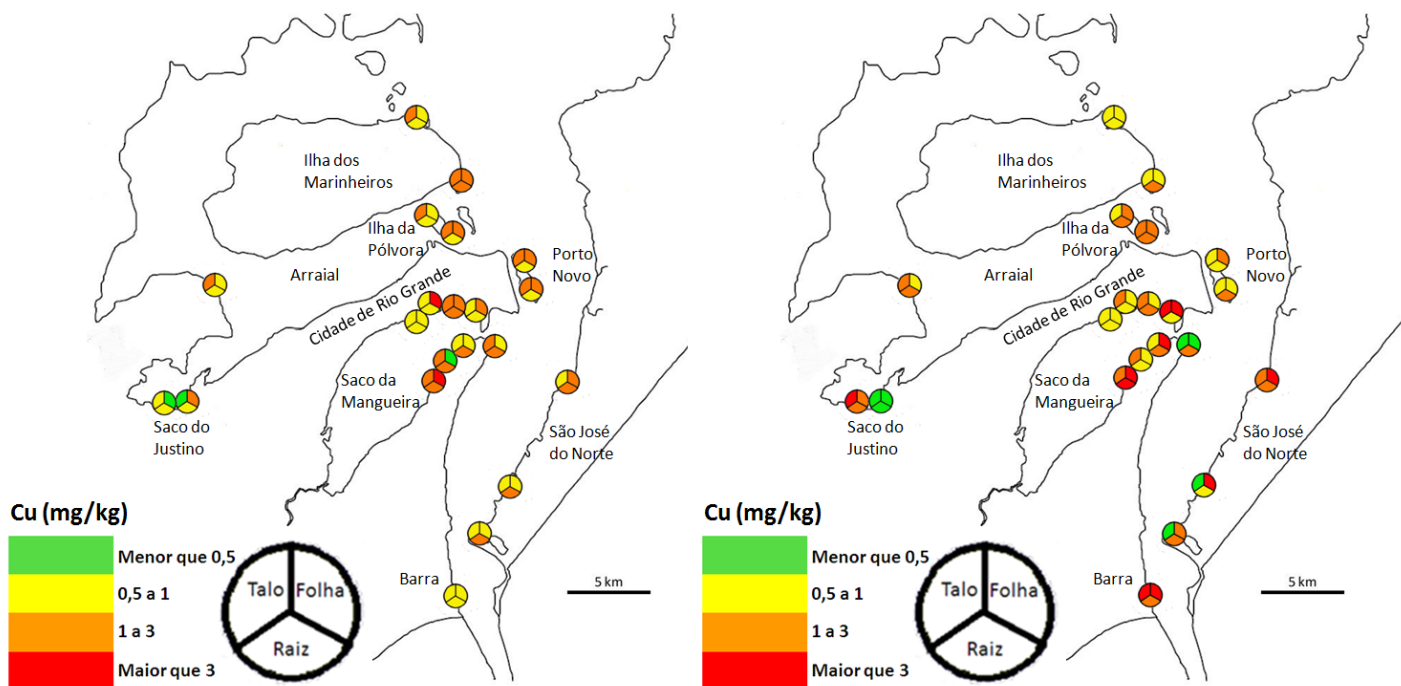 Ilha dos
Marinheiros
Ilha da
Pólvora
Porto
Novo
Arraial
Cidade de Rio Grande
Saco da
Mangueira
Saco do
Justino
São José
do Norte
Cu (mg/kg)
Menor que 0,5
0,5 a 1
1 a 3
Maior que 3
Talo
Folha
Raiz
Barra
5 km
Ilha dos
Marinheiros
Ilha da
Pólvora
Porto
Novo
Arraial
Cidade de Rio Grande
Saco da
Mangueira
Saco do
Justino
São José
do Norte
Cu (mg/kg)
Menor que 0,5
0,5 a 1
1 a 3
Maior que 3
Talo
Folha
Raiz
Barra
5 km